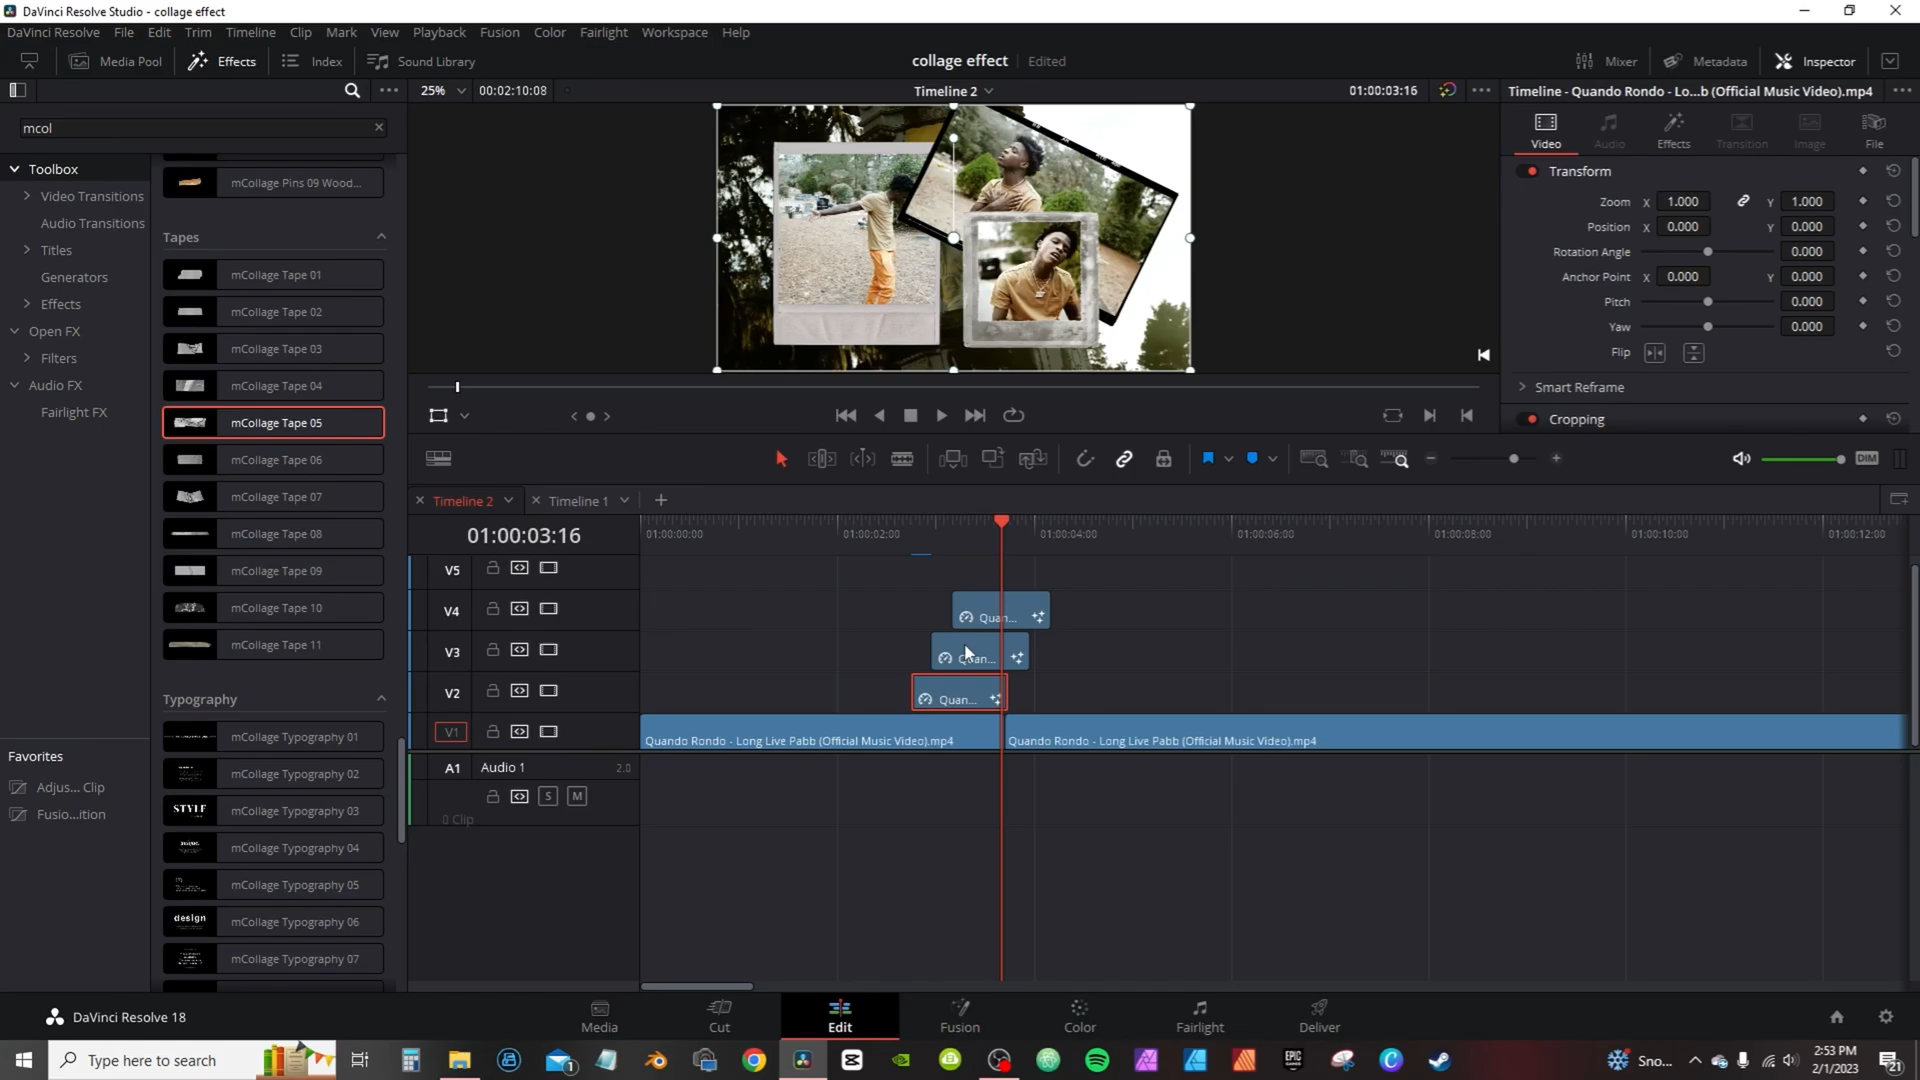 DaVinci Resolve Studio - collage effect
DaVinci Resolve File Edit Trim Timeline Clip Mark View Playback Fusion Color Fairlight Workspace Help
Media Pool Effects Index Sound Library collage effect Edited Mixer Metadata Inspector
25% 00:02:10:08 Timeline 2 01:00:03:16 Timeline - Quando Rondo - Lo...b (Official Music Video).mp4
mcol
Video Audio Effects Transition Image File
Toolbox
Video Transitions
Audio Transitions
Titles
Generators
Effects
Open FX
Filters
Audio FX
Fairlight FX
Favorites
Adjus... Clip
Fusio...ition
mCollage Pins 09 Wood...
Tapes
mCollage Tape 01
mCollage Tape 02
mCollage Tape 03
mCollage Tape 04
mCollage Tape 05
mCollage Tape 06
mCollage Tape 07
mCollage Tape 08
mCollage Tape 09
mCollage Tape 10
mCollage Tape 11
Typography
mCollage Typography 01
mCollage Typography 02
STYLE mCollage Typography 03
mCollage Typography 04
mCollage Typography 05
design mCollage Typography 06
mCollage Typography 07
Transform
Zoom X 1.000 Y 1.000
Position X 0.000 Y 0.000
Rotation Angle 0.000
Anchor Point X 0.000 Y 0.000
Pitch 0.000
Yaw 0.000
Flip
Smart Reframe
Cropping
DIM
Timeline 2 Timeline 1
01:00:03:16 01:00:00:00 01:00:02:00 01:00:04:00 01:00:06:00 01:00:08:00 01:00:10:00 01:00:12:00
V5
V4 Quan...
V3 Quan...
V2 Quan...
V1 Quando Rondo - Long Live Pabb (Official Music Video).mp4 Quando Rondo - Long Live Pabb (Official Music Video).mp4
A1 Audio 1 2.0
S M
0 Clip
DaVinci Resolve 18 Media Cut Edit Fusion Color Fairlight Deliver
Type here to search 1 EPIC GAMES Sno... 2:53 PM
2/1/2023 21